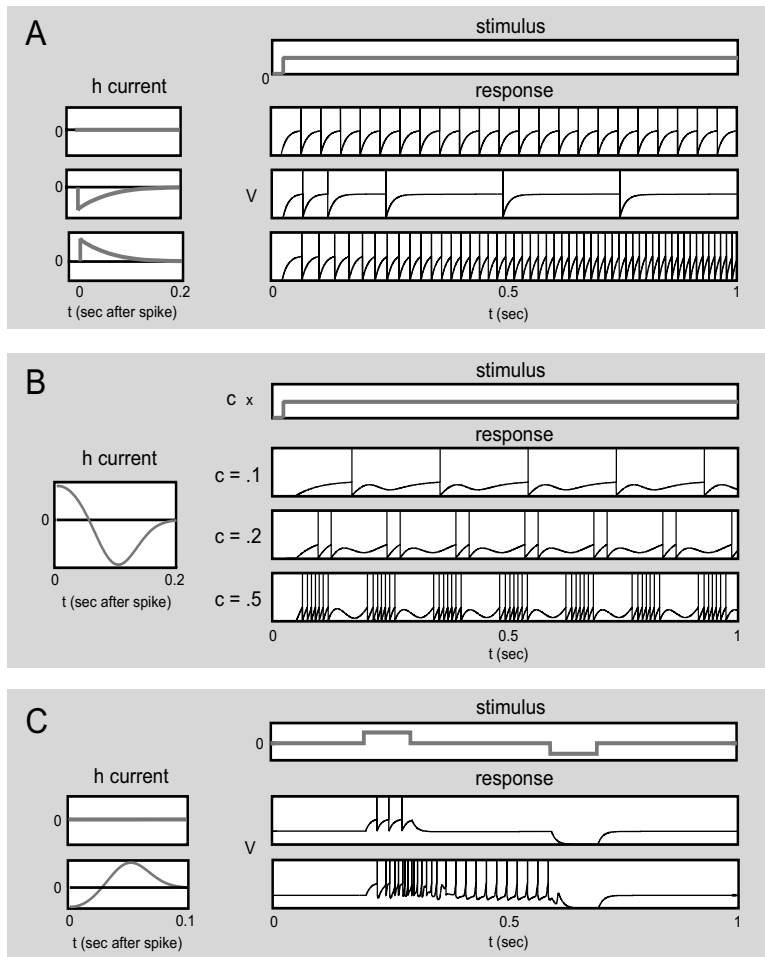 A
stimulus
0
h current
response
0
0
V
0
0 0.2
t (sec after spike)
0 0.5 1
t (sec)
B
stimulus
c x
response
h current
c = .1
0
c = .2
0 0.2
t (sec after spike)
c = .5
0 0.5 1
t (sec)
C
stimulus
0
h current
response
0
V
0
0 0.1
t (sec after spike)
0 0.5 1
t (sec)